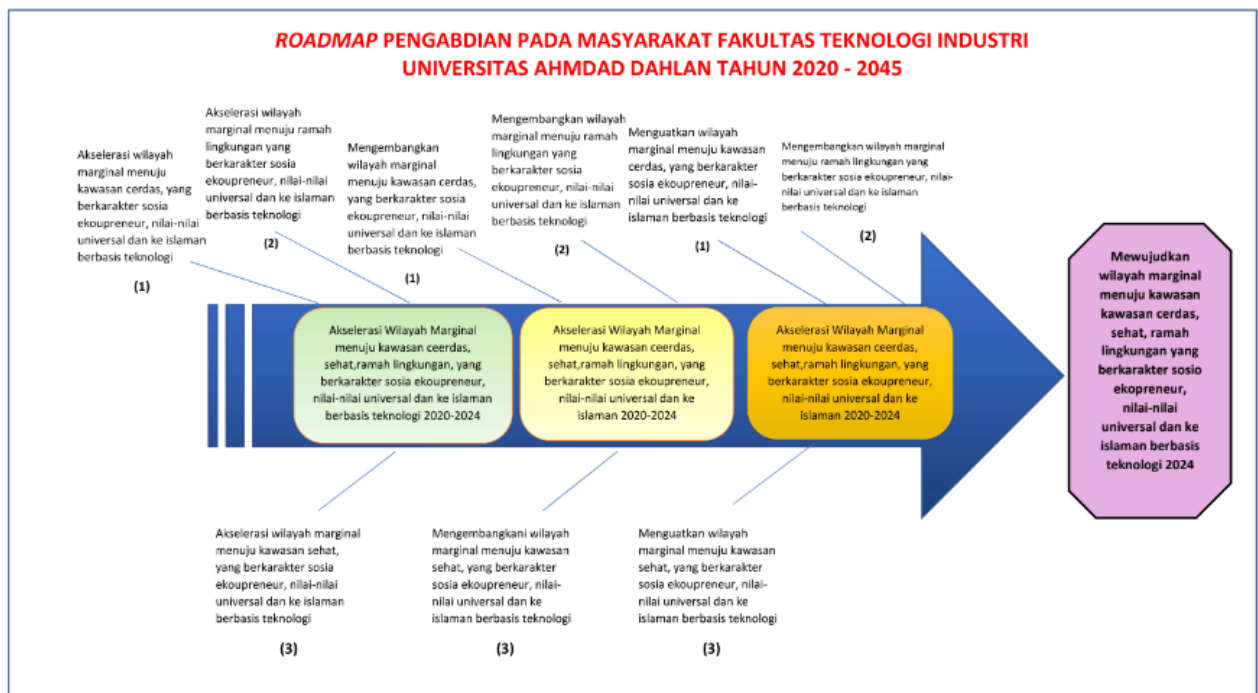 ROADMAP PENGABDIAN PADA MASYARAKAT FAKULTAS TEKNOLOGI INDUSTRI
UNIVERSITAS AHMDAD DAHLAN TAHUN 2020 - 2045
Akselerasi wilayah
marginal menuju
kawasan cerdas, yang
berkarakter sosia
ekoupreneur, nilai-nilai
universal dan ke islaman
berbasis teknologi
(1)
Akselerasi wilayah
marginal menuju ramah
lingkungan yang
berkarakter sosia
ekoupreneur, nilai-nilai
universal dan ke islaman
berbasis teknologi
(2)
Mengembangkan
wilayah marginal
menuju kawasan cerdas,
yang berkarakter sosia
ekoupreneur, nilai-nilai
universal dan ke islaman
berbasis teknologi
(1)
Mengembangkan wilayah
marginal menuju ramah
lingkungan yang
berkarakter sosia
ekoupreneur, nilai-nilai
universal dan ke islaman
berbasis teknologi
(2)
Menguatkan wilayah
marginal menuju kawasan
cerdas, yang berkarakter
sosia ekoupreneur, nilai-
nilai universal dan ke
islaman berbasis teknologi
(1)
Mengembangkan wilayah marginal
menuju ramah lingkungan yang
berkarakter sosia ekoupreneur, nilai-
nilai universal dan ke islaman
berbasis teknologi
(2)
Akselerasi Wilayah Marginal
menuju kawasan ceerdas,
sehat,ramah lingkungan, yang
berkarakter sosia ekoupreneur,
nilai-nilai universal dan ke islaman
berbasis teknologi 2020-2024
Akselerasi Wilayah Marginal
menuju kawasan ceerdas,
sehat,ramah lingkungan, yang
berkarakter sosia ekoupreneur,
nilai-nilai universal dan ke
islaman 2020-2024
Akselerasi Wilayah Marginal
menuju kawasan ceerdas,
sehat,ramah lingkungan, yang
berkarakter sosia ekoupreneur,
nilai-nilai universal dan ke
islaman 2020-2024
Mewujudkan
wilayah marginal
menuju kawasan
kawasan cerdas,
sehat, ramah
lingkungan yang
berkarakter sosio
ekopreneur,
nilai-nilai
universal dan ke
islaman berbasis
teknologi 2024
Akselerasi wilayah marginal
menuju kawasan sehat,
yang berkarakter sosia
ekoupreneur, nilai-nilai
universal dan ke islaman
berbasis teknologi
(3)
Mengembangkani wilayah
marginal menuju kawasan
sehat, yang berkarakter
sosia ekoupreneur, nilai-
nilai universal dan ke
islaman berbasis teknologi
(3)
Menguatkan wilayah
marginal menuju kawasan
sehat, yang berkarakter
sosia ekoupreneur, nilai-
nilai universal dan ke
islaman berbasis teknologi
(3)